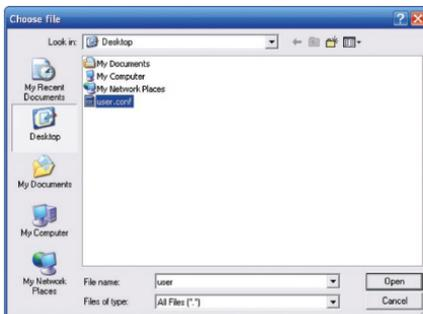 Choose file
Look in:
Desktop
My Recent
Documents
Desktop
My Documents
My Computer
My Network
Places
My Documents
My Computer
My Network Places
user.conf
File name:
user
Open
Files of type:
All Files (*.*)
Cancel